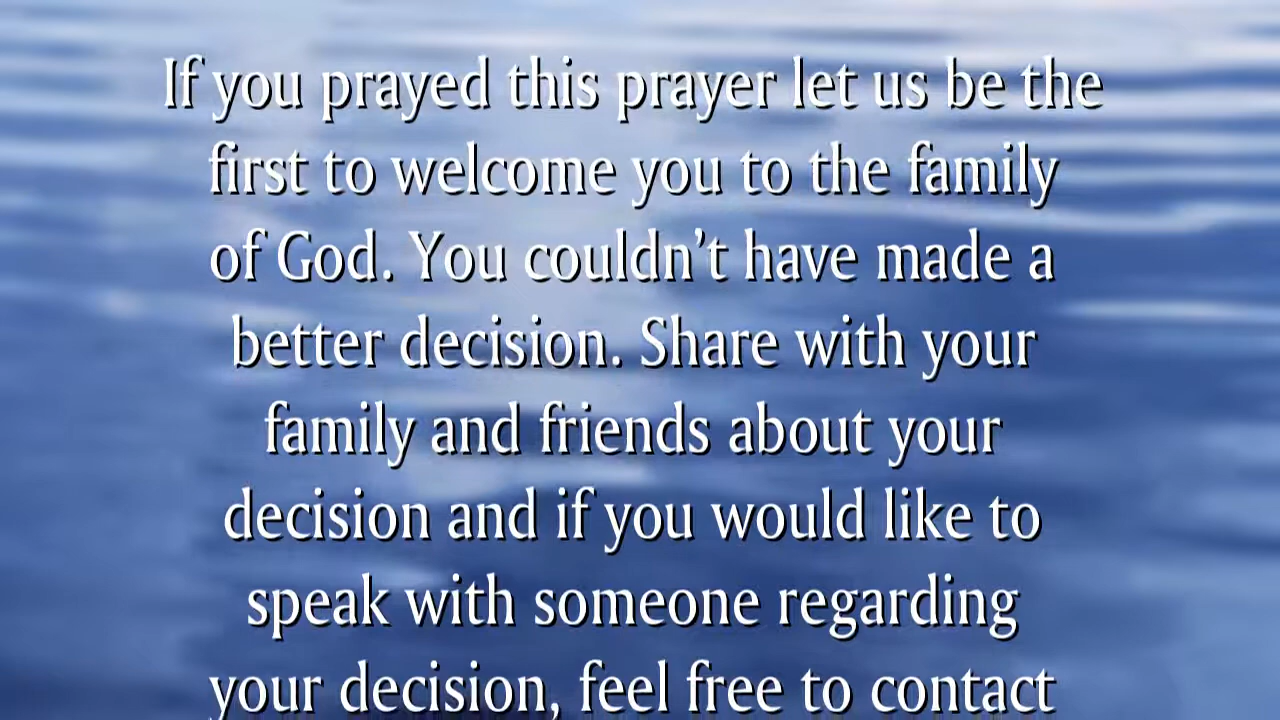 If you prayed this prayer let us be the
first to welcome you to the family
of God. You couldn’t have made a
better decision. Share with your
family and friends about your
decision and if you would like to
speak with someone regarding
your decision, feel free to contact